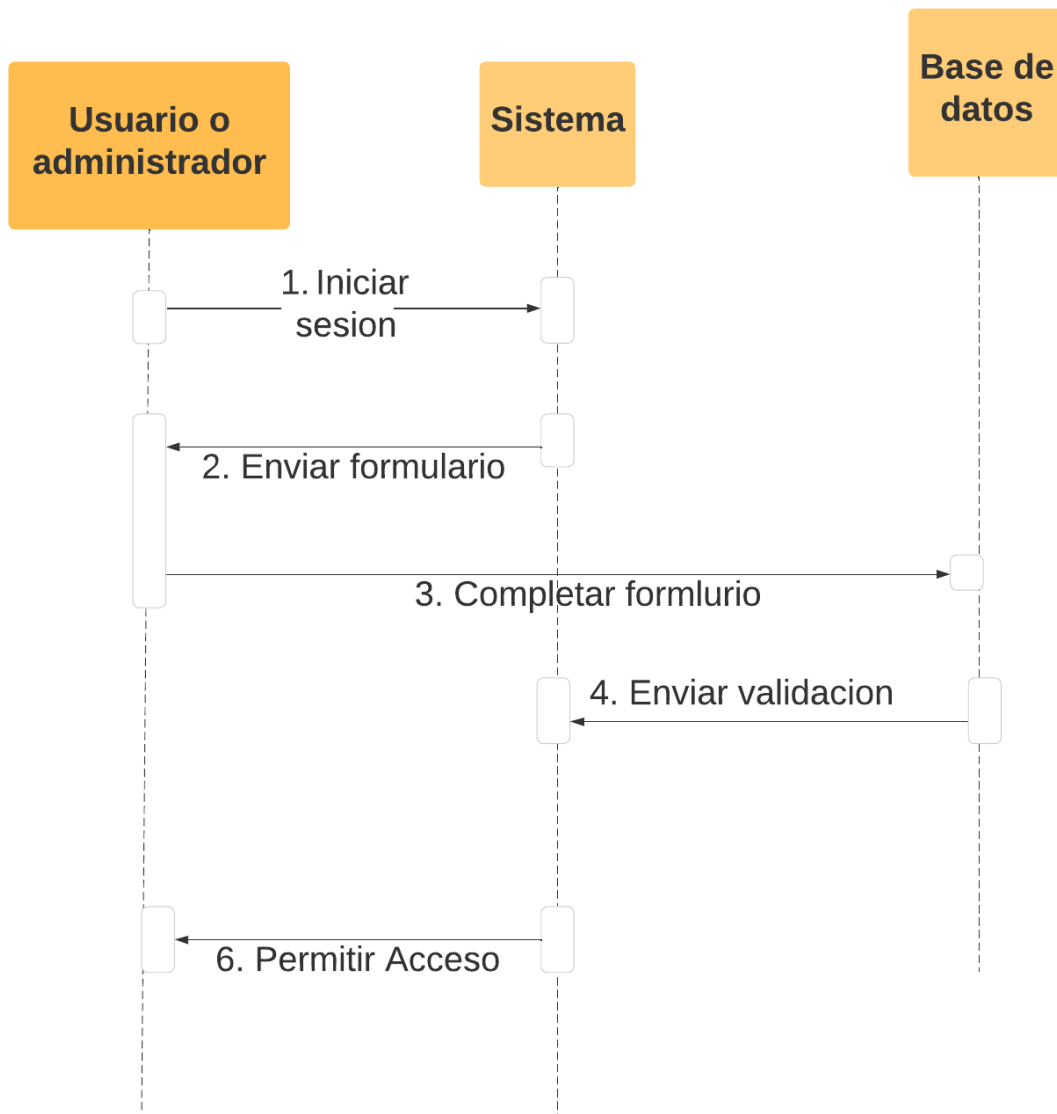 Usuario o
administrador
Sistema
Base de
datos
1. Iniciar
sesion
2. Enviar formulario
3. Completar formlurio
4. Enviar validacion
6. Permitir Acceso